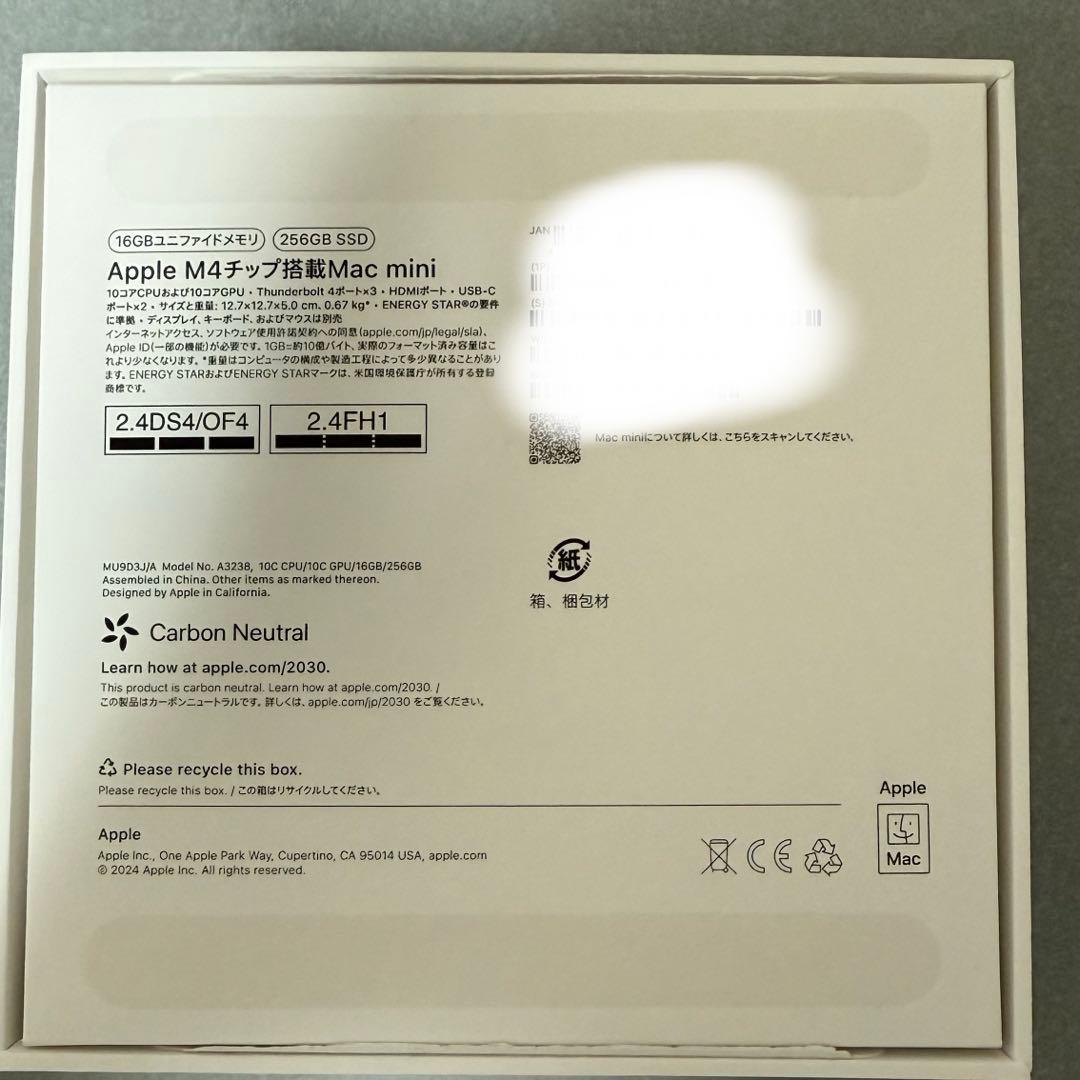 16GBユニファイドメモリ 256GB SSD
Apple M4チップ搭載Mac mini
10コアCPUおよび10コアGPU・Thunderbolt 4ポート×3・HDMIポート・USB-C
ポート×2・サイズと重量: 12.7×12.7×5.0 cm、0.67 kg*・ENERGY STAR®の要件
に準拠・ディスプレイ、キーボード、およびマウスは別売
インターネットアクセス、ソフトウェア使用許諾契約への同意(apple.com/jp/legal/sla)、
Apple ID(一部の機能)が必要です。1GB=約10億バイト、実際のフォーマット済み容量はこ
れより少なくなります。*重量はコンピュータの構成や製造工程によって多少異なることがあり
ます。ENERGY STARおよびENERGY STARマークは、米国環境保護庁が所有する登録
商標です。
2.4DS4/OF4 2.4FH1
JAN
(1P)
(S)
Mac miniについて詳しくは、こちらをスキャンしてください。
MU9D3J/A Model No. A3238, 10C CPU/10C GPU/16GB/256GB
Assembled in China. Other items as marked thereon.
Designed by Apple in California.
紙
箱、梱包材
Carbon Neutral
Learn how at apple.com/2030.
This product is carbon neutral. Learn how at apple.com/2030. /
この製品はカーボンニュートラルです。詳しくは、apple.com/jp/2030 をご覧ください。
Please recycle this box.
Please recycle this box. / この箱はリサイクルしてください。
Apple
Apple Inc., One Apple Park Way, Cupertino, CA 95014 USA, apple.com
© 2024 Apple Inc. All rights reserved.
CE
Apple
Mac